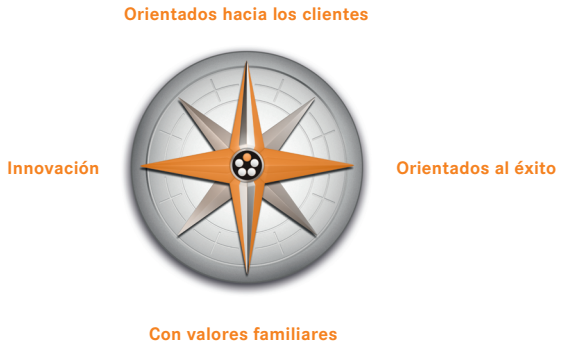 Orientados hacia los clientes
Innovación
Orientados al éxito
Con valores familiares